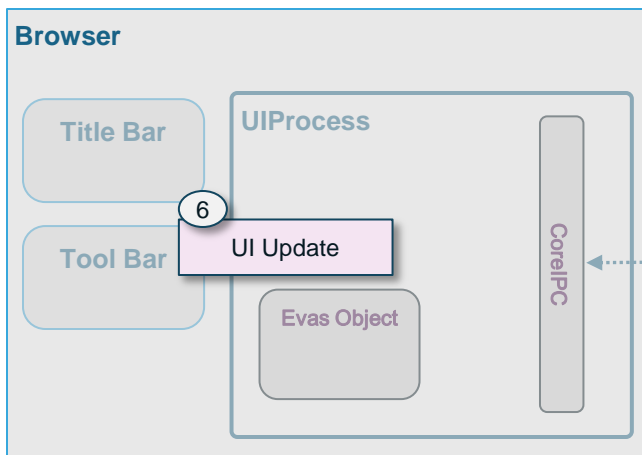 Browser
Title Bar
UIProcess
6
UI Update
Tool Bar
CoreIPC
Evas Object